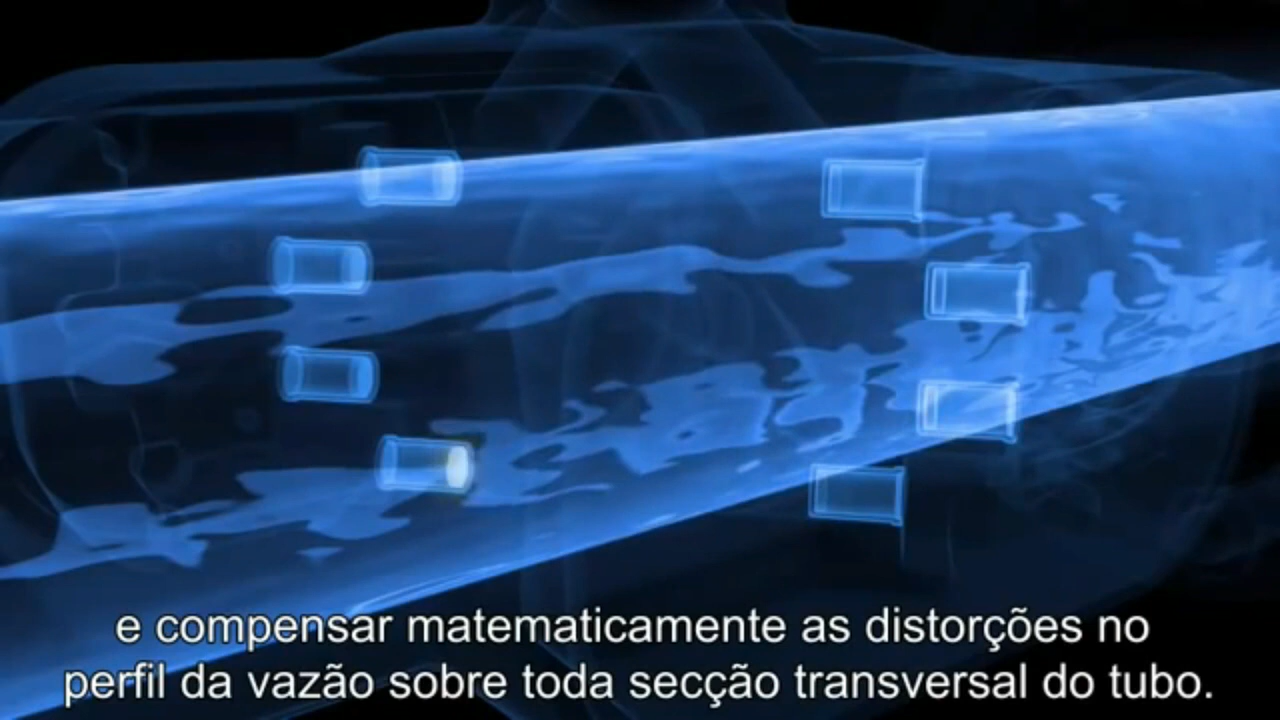 e compensar matematicamente as distorções no
perfil da vazão sobre toda secção transversal do tubo.